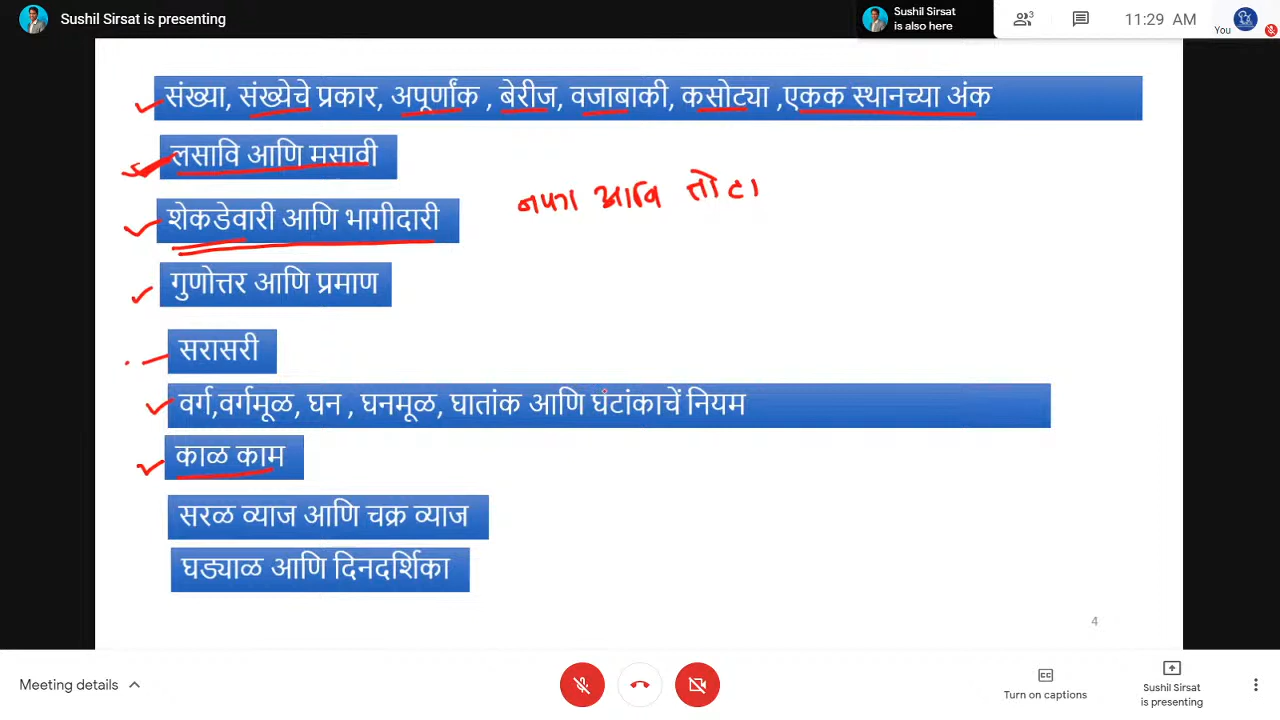 Sushil Sirsat is presenting
Sushil Sirsat
is also here
3
11:29 AM
You
संख्या, संख्येचे प्रकार, अपूर्णांक , बेरीज, वजाबाकी, कसोट्या ,एकक स्थानच्या अंक
लसावि आणि मसावी
नफा आवि तोटा
शेकडेवारी आणि भागीदारी
गुणोत्तर आणि प्रमाण
सरासरी
वर्ग,वर्गमूळ, घन , घनमूळ, घातांक आणि घंटांकाचें नियम
काळ काम
सरळ व्याज आणि चक्र व्याज
घड्याळ आणि दिनदर्शिका
4
Meeting details
Turn on captions
Sushil Sirsat
is presenting